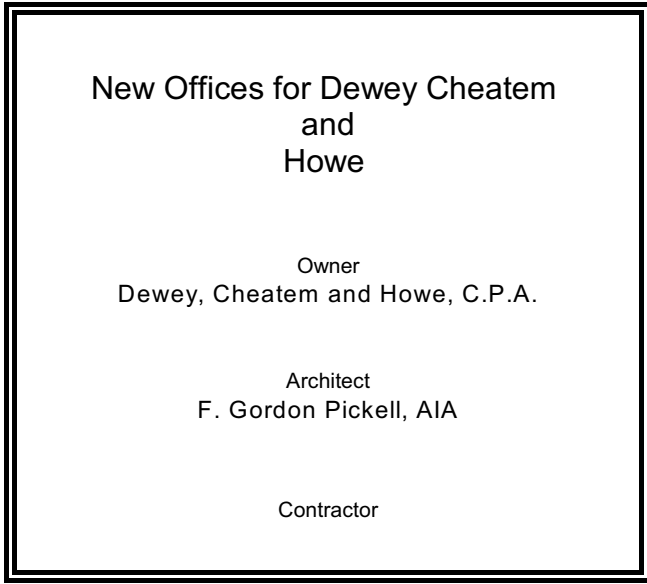 New Offices for Dewey Cheatem
and
Howe
Owner
Dewey, Cheatem and Howe, C.P.A.
Architect
F. Gordon Pickell, AIA
Contractor